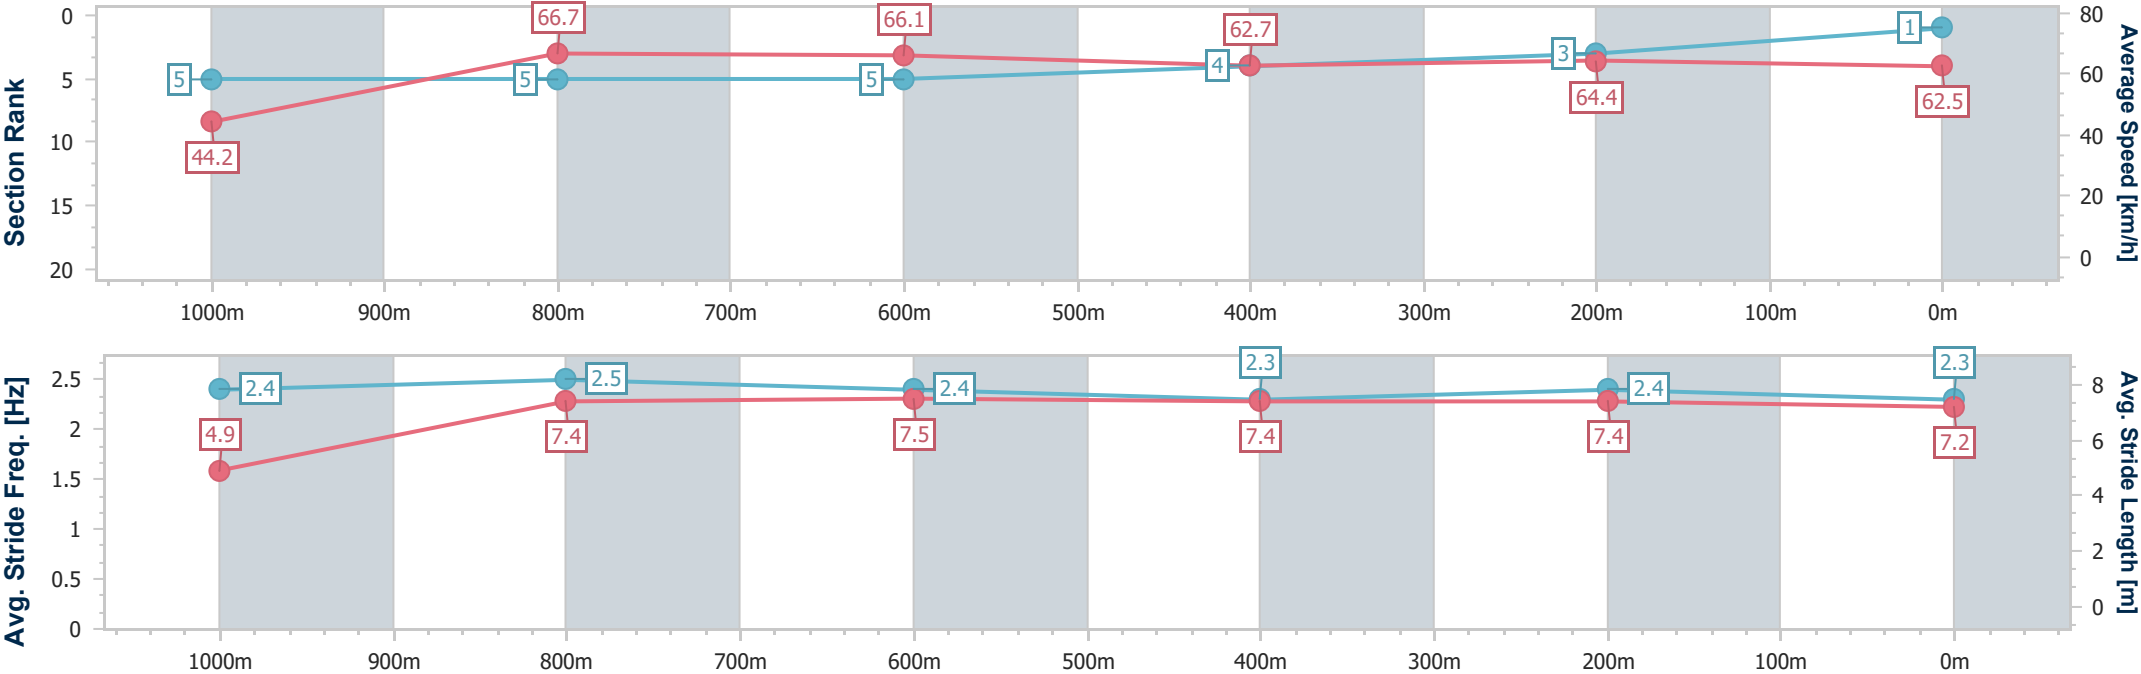 Section Rank
0
5
10
15
20
5
5
5
4
3
1
44.2
66.7
66.1
62.7
64.4
62.5
80
60
40
20
0
Average Speed [km/h]
1000m
900m
800m
700m
600m
500m
400m
300m
200m
100m
0m
Avg. Stride Freq. [Hz]
2.5
2
1.5
1
0.5
0
2.4
2.5
2.4
2.3
2.4
2.3
4.9
7.4
7.5
7.4
7.4
7.2
8
6
4
2
0
Avg. Stride Length [m]
1000m
900m
800m
700m
600m
500m
400m
300m
200m
100m
0m